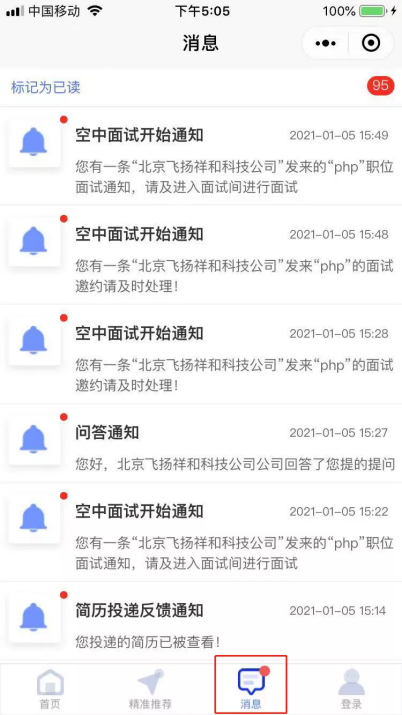 中国移动 下午5:05 100%
消息
标记为已读 95
空中面试开始通知 2021-01-05 15:49
您有一条“北京飞扬祥和科技公司”发来的“php”职位
面试通知，请及进入面试间进行面试
空中面试开始通知 2021-01-05 15:48
您有一条“北京飞扬祥和科技公司”发来“php”的面试
邀约请及时处理！
空中面试开始通知 2021-01-05 15:28
您有一条“北京飞扬祥和科技公司”发来“php”的面试
邀约请及时处理！
问答通知 2021-01-05 15:27
您好，北京飞扬祥和科技公司公司回答了您提的提问
空中面试开始通知 2021-01-05 15:22
您有一条“北京飞扬祥和科技公司”发来的“php”职位
面试通知，请及进入面试间进行面试
简历投递反馈通知 2021-01-05 15:14
您投递的简历已被查看！
首页 精准推荐 消息 登录